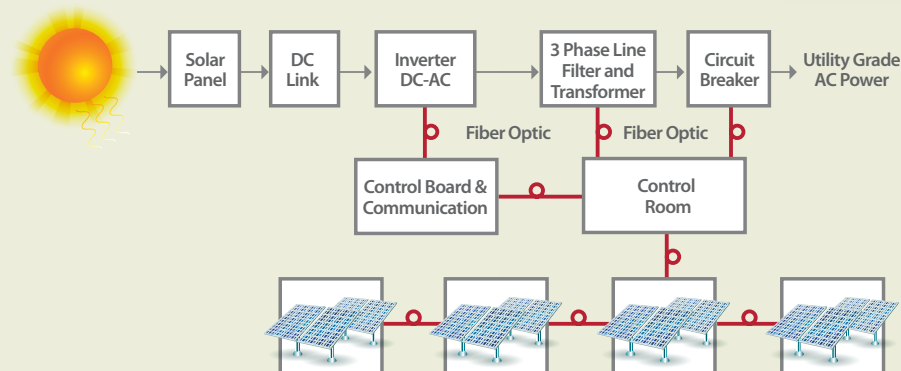 Solar
Panel
DC
Link
Inverter
DC-AC
3 Phase Line
Filter and
Transformer
Circuit
Breaker
Utility Grade
AC Power
Fiber Optic
Fiber Optic
Control Board &
Communication
Control
Room